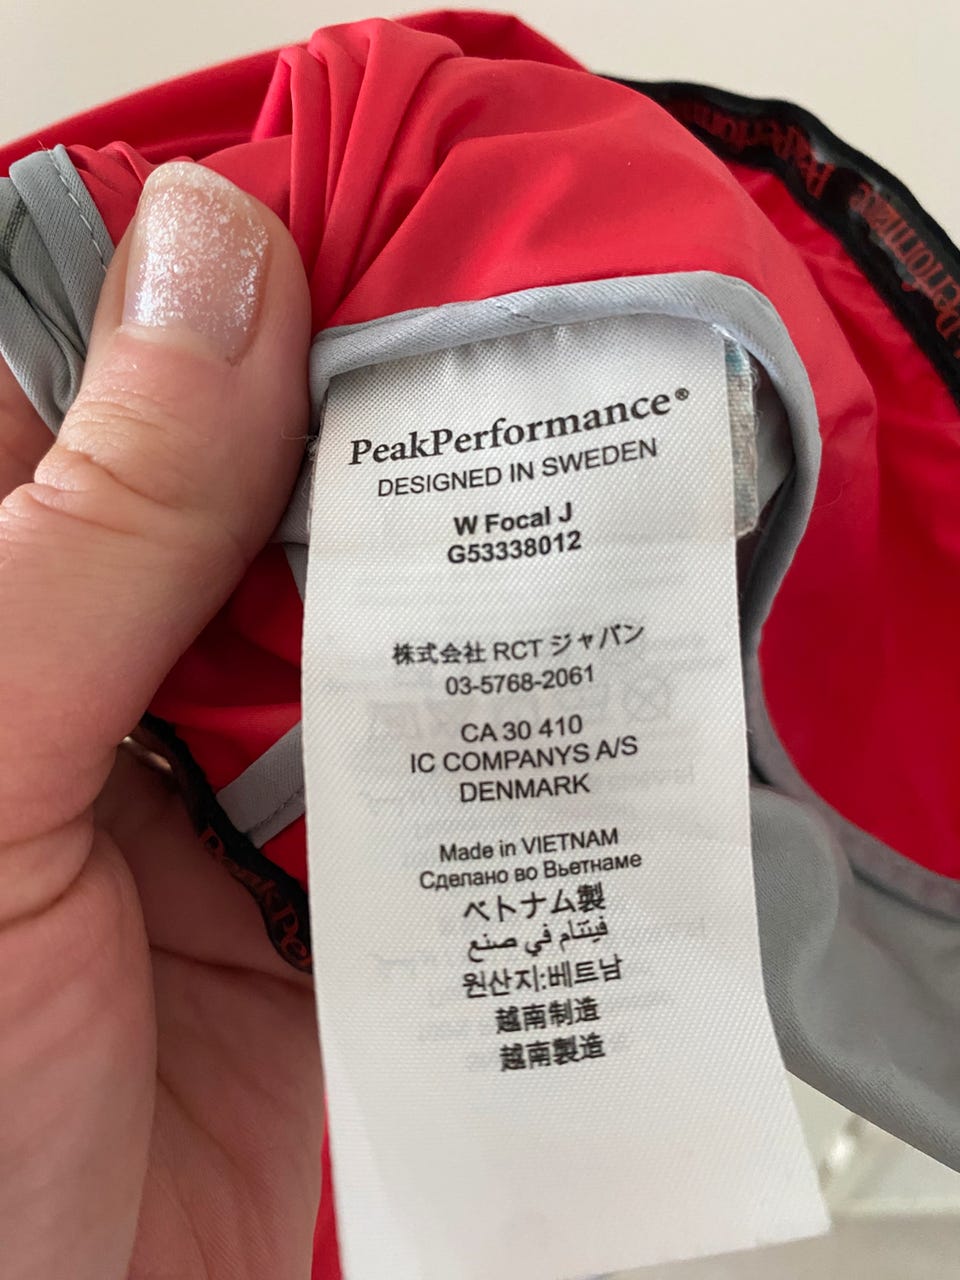 PeakPerformance®
DESIGNED IN SWEDEN
W Focal J
G53338012
株式会社 RCT ジャパン
03-5768-2061
CA 30 410
IC COMPANYS A/S
DENMARK
Made in VIETNAM
Сделано во Вьетнаме
ベトナム製
فيتنام في صنع
원산지:베트남
越南制造
越南製造
PeakPerformance
PeakPe